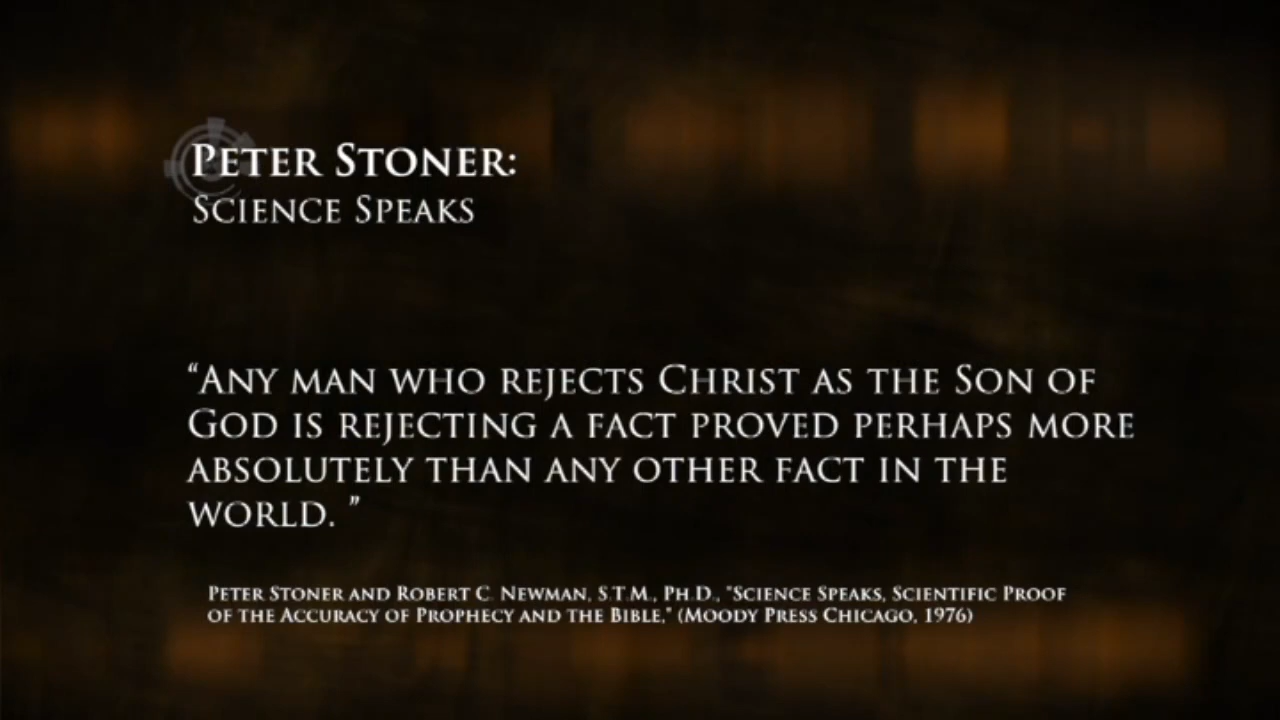 Peter Stoner:
Science Speaks
“Any man who rejects Christ as the Son of
God is rejecting a fact proved perhaps more
absolutely than any other fact in the
world. ”
Peter Stoner and Robert C. Newman, S.T.M., Ph.D., "Science Speaks, Scientific Proof
of the Accuracy of Prophecy and the Bible," (Moody Press Chicago, 1976)